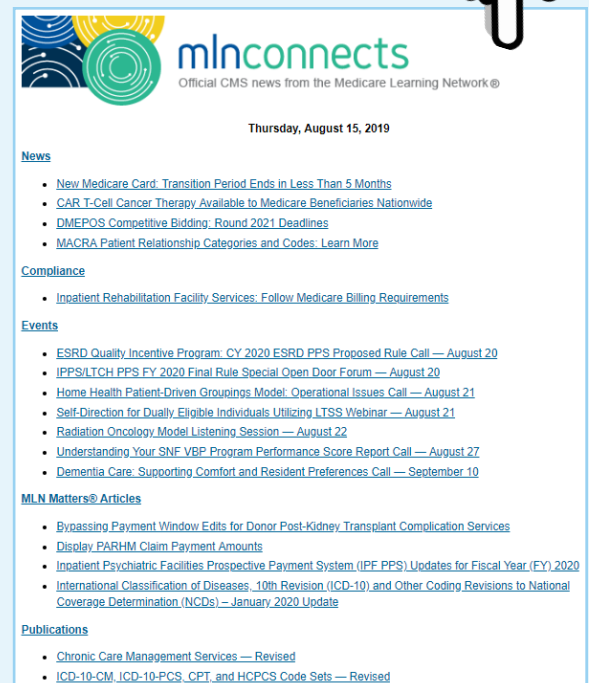 mlnconnects
Official CMS news from the Medicare Learning Network®
Thursday, August 15, 2019
News
• New Medicare Card: Transition Period Ends in Less Than 5 Months
• CAR T-Cell Cancer Therapy Available to Medicare Beneficiaries Nationwide
• DMEPOS Competitive Bidding: Round 2021 Deadlines
• MACRA Patient Relationship Categories and Codes: Learn More
Compliance
• Inpatient Rehabilitation Facility Services: Follow Medicare Billing Requirements
Events
• ESRD Quality Incentive Program: CY 2020 ESRD PPS Proposed Rule Call — August 20
• IPPS/LTCH PPS FY 2020 Final Rule Special Open Door Forum — August 20
• Home Health Patient-Driven Groupings Model: Operational Issues Call — August 21
• Self-Direction for Dually Eligible Individuals Utilizing LTSS Webinar — August 21
• Radiation Oncology Model Listening Session — August 22
• Understanding Your SNF VBP Program Performance Score Report Call — August 27
• Dementia Care: Supporting Comfort and Resident Preferences Call — September 10
MLN Matters® Articles
• Bypassing Payment Window Edits for Donor Post-Kidney Transplant Complication Services
• Display PARHM Claim Payment Amounts
• Inpatient Psychiatric Facilities Prospective Payment System (IPF PPS) Updates for Fiscal Year (FY) 2020
• International Classification of Diseases, 10th Revision (ICD-10) and Other Coding Revisions to National
Coverage Determination (NCDs) – January 2020 Update
Publications
• Chronic Care Management Services — Revised
• ICD-10-CM, ICD-10-PCS, CPT, and HCPCS Code Sets — Revised